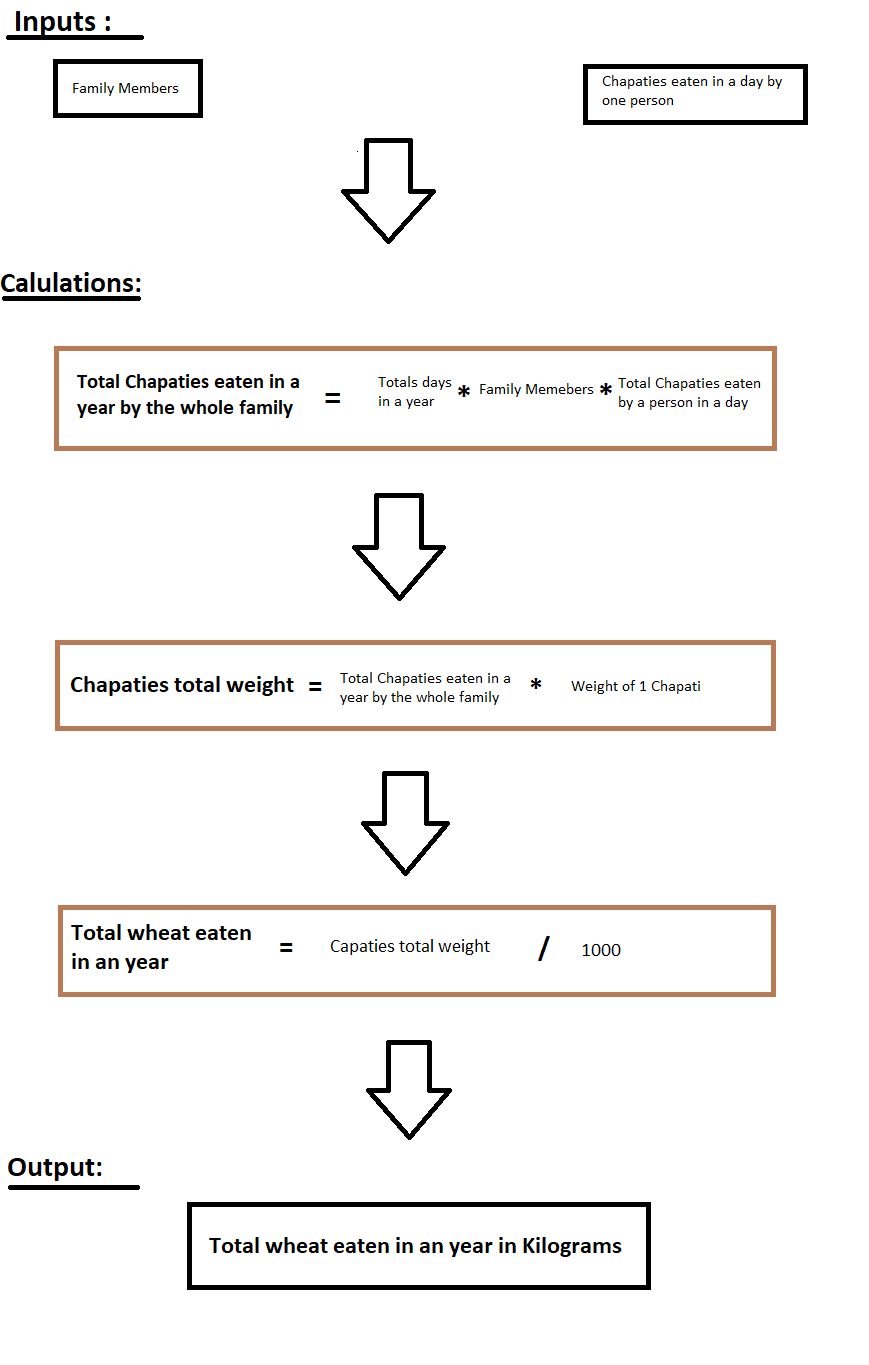 Inputs :
Family Members
Chapaties eaten in a day by
one person
Calulations:
Total Chapaties eaten in a
year by the whole family
=
Totals days
in a year
*
Family Memebers
*
Total Chapaties eaten
by a person in a day
Chapaties total weight =
Total Chapaties eaten in a
year by the whole family
*
Weight of 1 Chapati
Total wheat eaten
in an year
=
Capaties total weight
/
1000
Output:
Total wheat eaten in an year in Kilograms